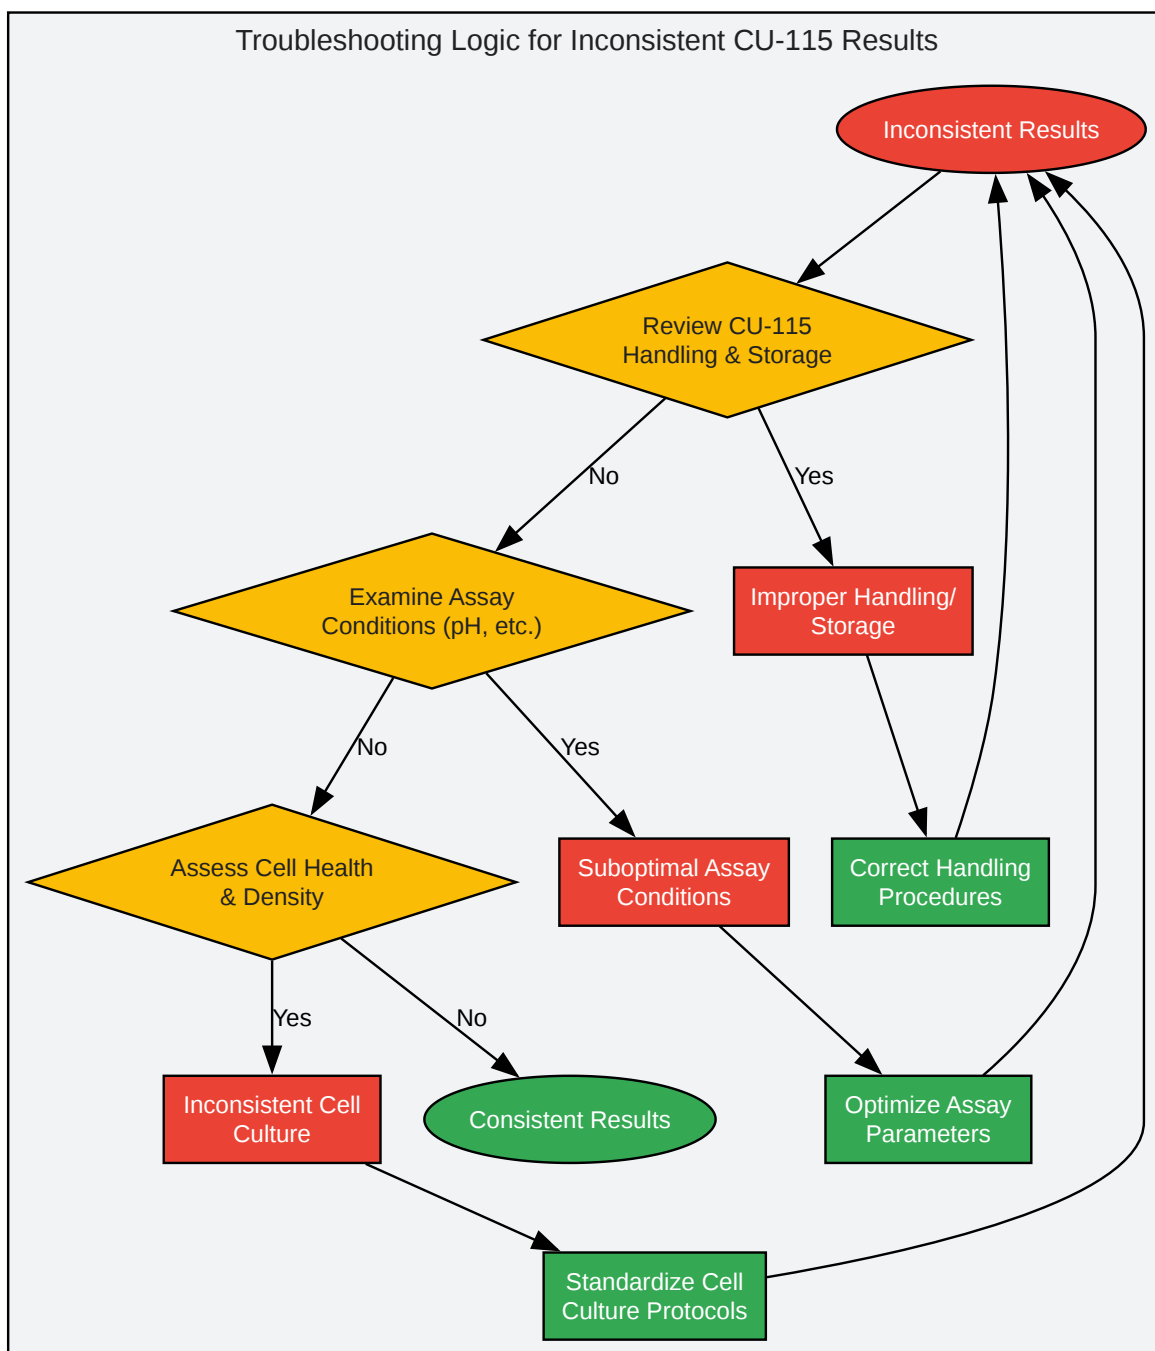 Troubleshooting Logic for Inconsistent CU-115 Results
Inconsistent Results
Review CU-115
Handling & Storage
No
Yes
Examine Assay
Conditions (pH, etc.)
Improper Handling/
Storage
No
Yes
Assess Cell Health
& Density
Suboptimal Assay
Conditions
Correct Handling
Procedures
Yes
No
Inconsistent Cell
Culture
Consistent Results
Optimize Assay
Parameters
Standardize Cell
Culture Protocols